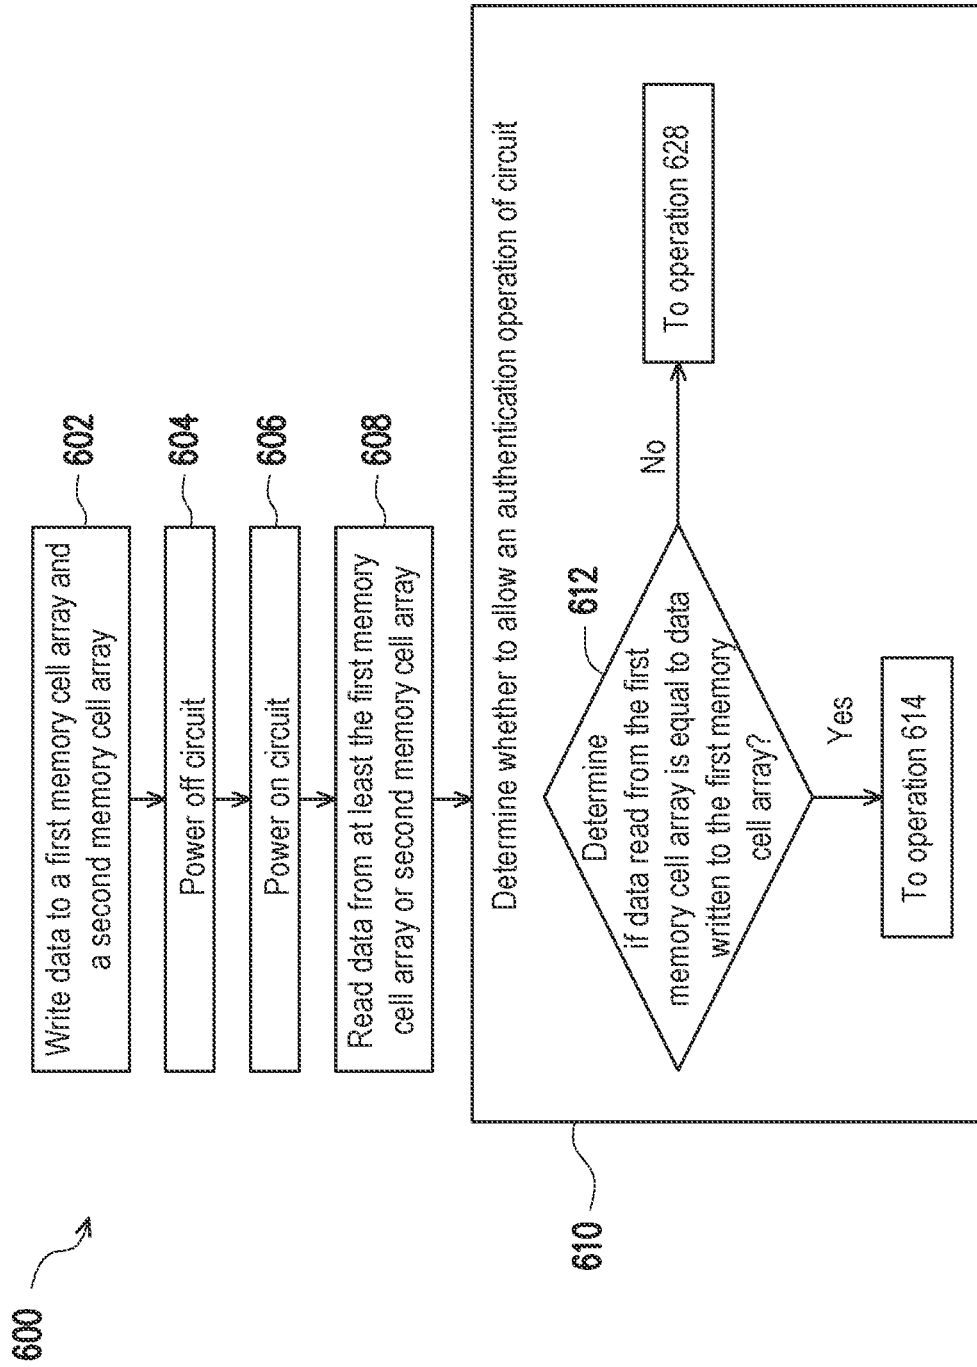 600
Write data to a first memory cell array and
a second memory cell array
602
Power off circuit
604
Power on circuit
606
Read data from at least the first memory
cell array or second memory cell array
608
610
Determine whether to allow an authentication operation of circuit
612
Determine
if data read from the first
memory cell array is equal to data
written to the first memory
cell array?
No
To operation 628
Yes
To operation 614